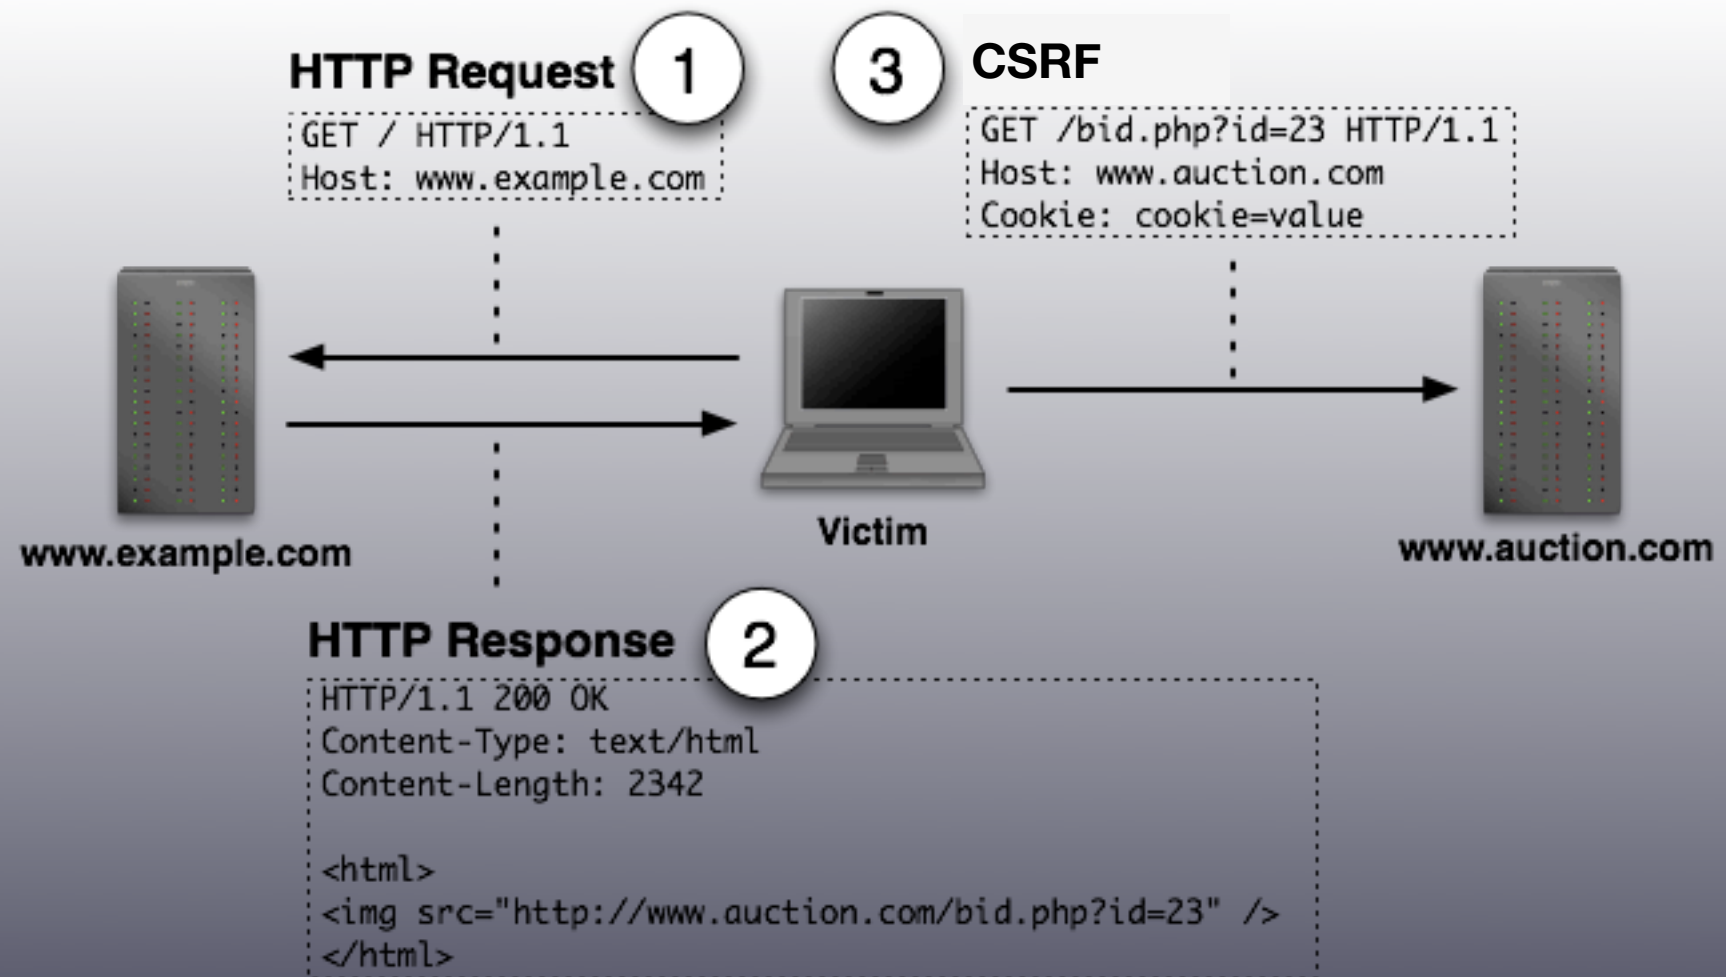 HTTP Request
1
GET / HTTP/1.1
Host: www.example.com
3
CSRF
GET /bid.php?id=23 HTTP/1.1
Host: www.auction.com
Cookie: cookie=value
www.example.com
Victim
www.auction.com
HTTP Response
2
HTTP/1.1 200 OK
Content-Type: text/html
Content-Length: 2342
<html>
<img src="http://www.auction.com/bid.php?id=23" />
</html>